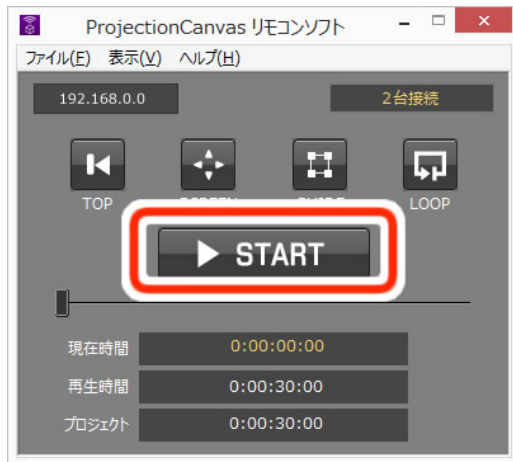 ProjectionCanvas リモコンソフト
ファイル(F) 表示(V) ヘルプ(H)
192.168.0.0 2台接続
TOP LOOP
START
現在時間 0:00:00:00
再生時間 0:00:30:00
プロジェクト 0:00:30:00